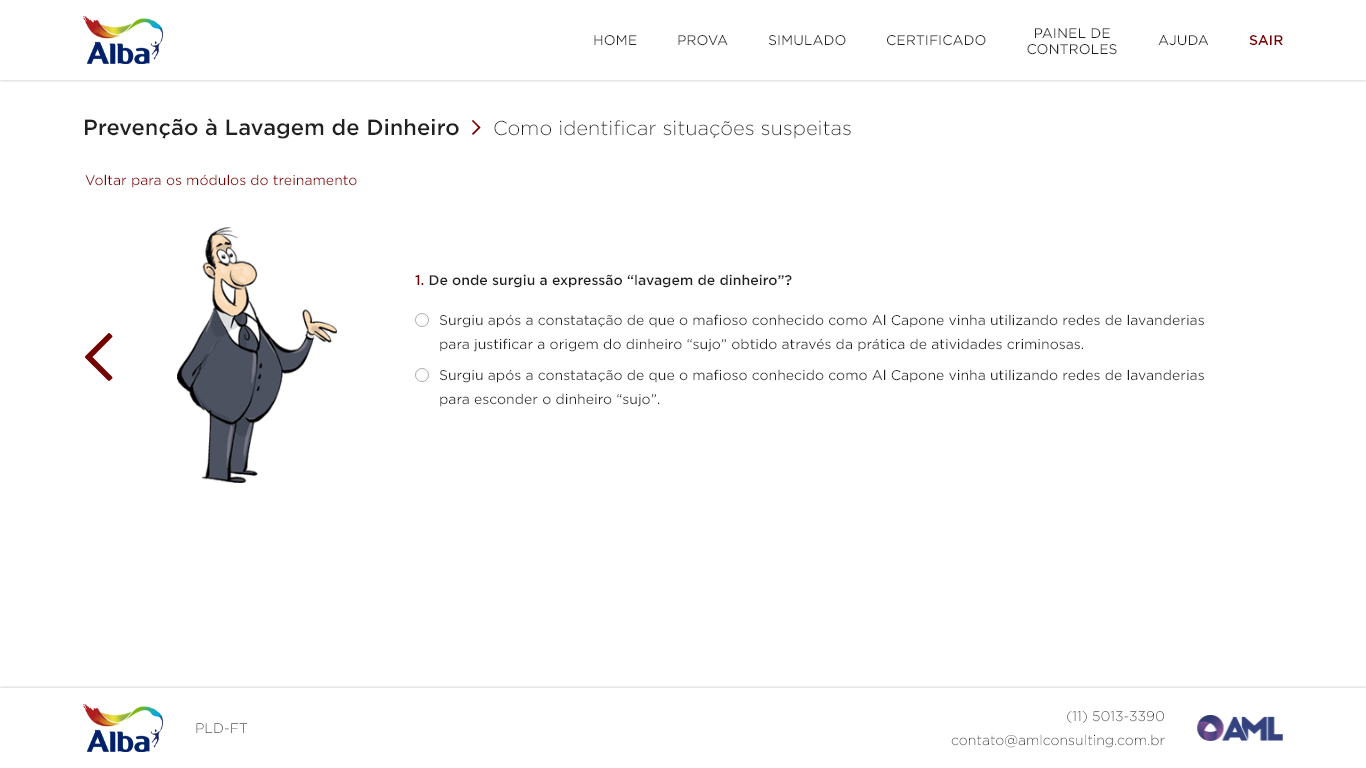 Alba
HOME
PROVA
SIMULADO
CERTIFICADO
PAINEL DE
CONTROLES
AJUDA
SAIR
Prevenção à Lavagem de Dinheiro
Como identificar situações suspeitas
Voltar para os módulos do treinamento
1. De onde surgiu a expressão “lavagem de dinheiro”?
Surgiu após a constatação de que o mafioso conhecido como Al Capone vinha utilizando redes de lavanderias
para justificar a origem do dinheiro “sujo” obtido através da prática de atividades criminosas.
Surgiu após a constatação de que o mafioso conhecido como Al Capone vinha utilizando redes de lavanderias
para esconder o dinheiro “sujo”.
Alba
PLD-FT
(11) 5013-3390
contato@amlconsulting.com.br
AML